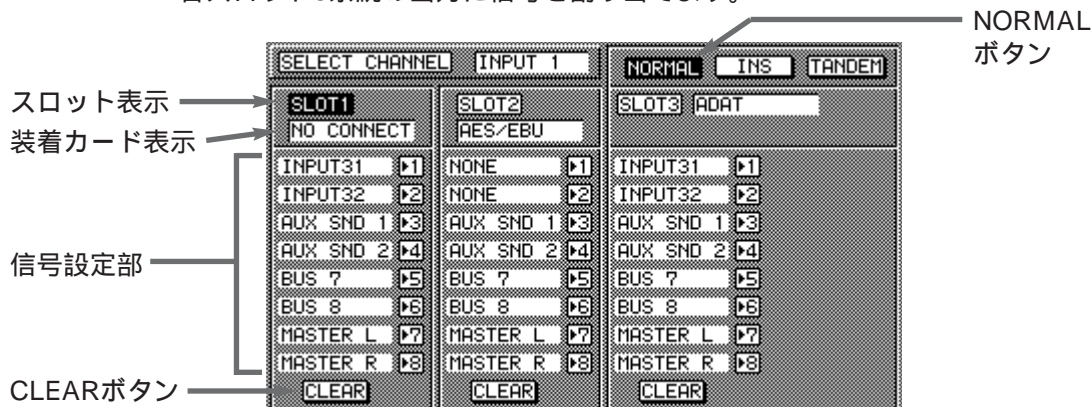 NORMAL
ボタン
SELECT CHANNEL INPUT 1 NORMAL INS TANDEM
スロット表示
SLOT1 SLOT2 SLOT3 ADAT
装着カード表示
NO CONNECT AES/EBU
信号設定部
INPUT31 ▶1 NONE ▶1 INPUT31 ▶1
INPUT32 ▶2 NONE ▶2 INPUT32 ▶2
AUX SND 1 ▶3 AUX SND 1 ▶3 AUX SND 1 ▶3
AUX SND 2 ▶4 AUX SND 2 ▶4 AUX SND 2 ▶4
BUS 7 ▶5 BUS 7 ▶5 BUS 7 ▶5
BUS 8 ▶6 BUS 8 ▶6 BUS 8 ▶6
MASTER L ▶7 MASTER L ▶7 MASTER L ▶7
MASTER R ▶8 MASTER R ▶8 MASTER R ▶8
CLEARボタン
CLEAR CLEAR CLEAR